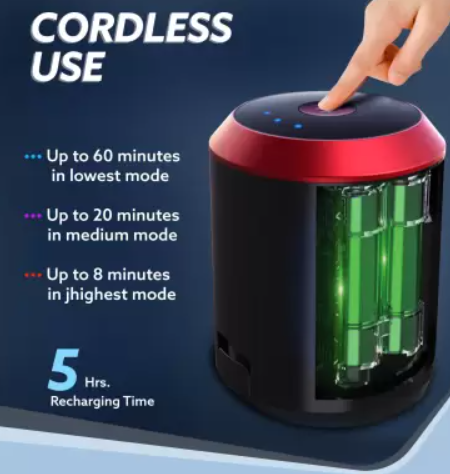 CORDLESS
USE
Up to 60 minutes
in lowest mode
Up to 20 minutes
in medium mode
Up to 8 minutes
in jhighest mode
5 Hrs.
Recharging Time